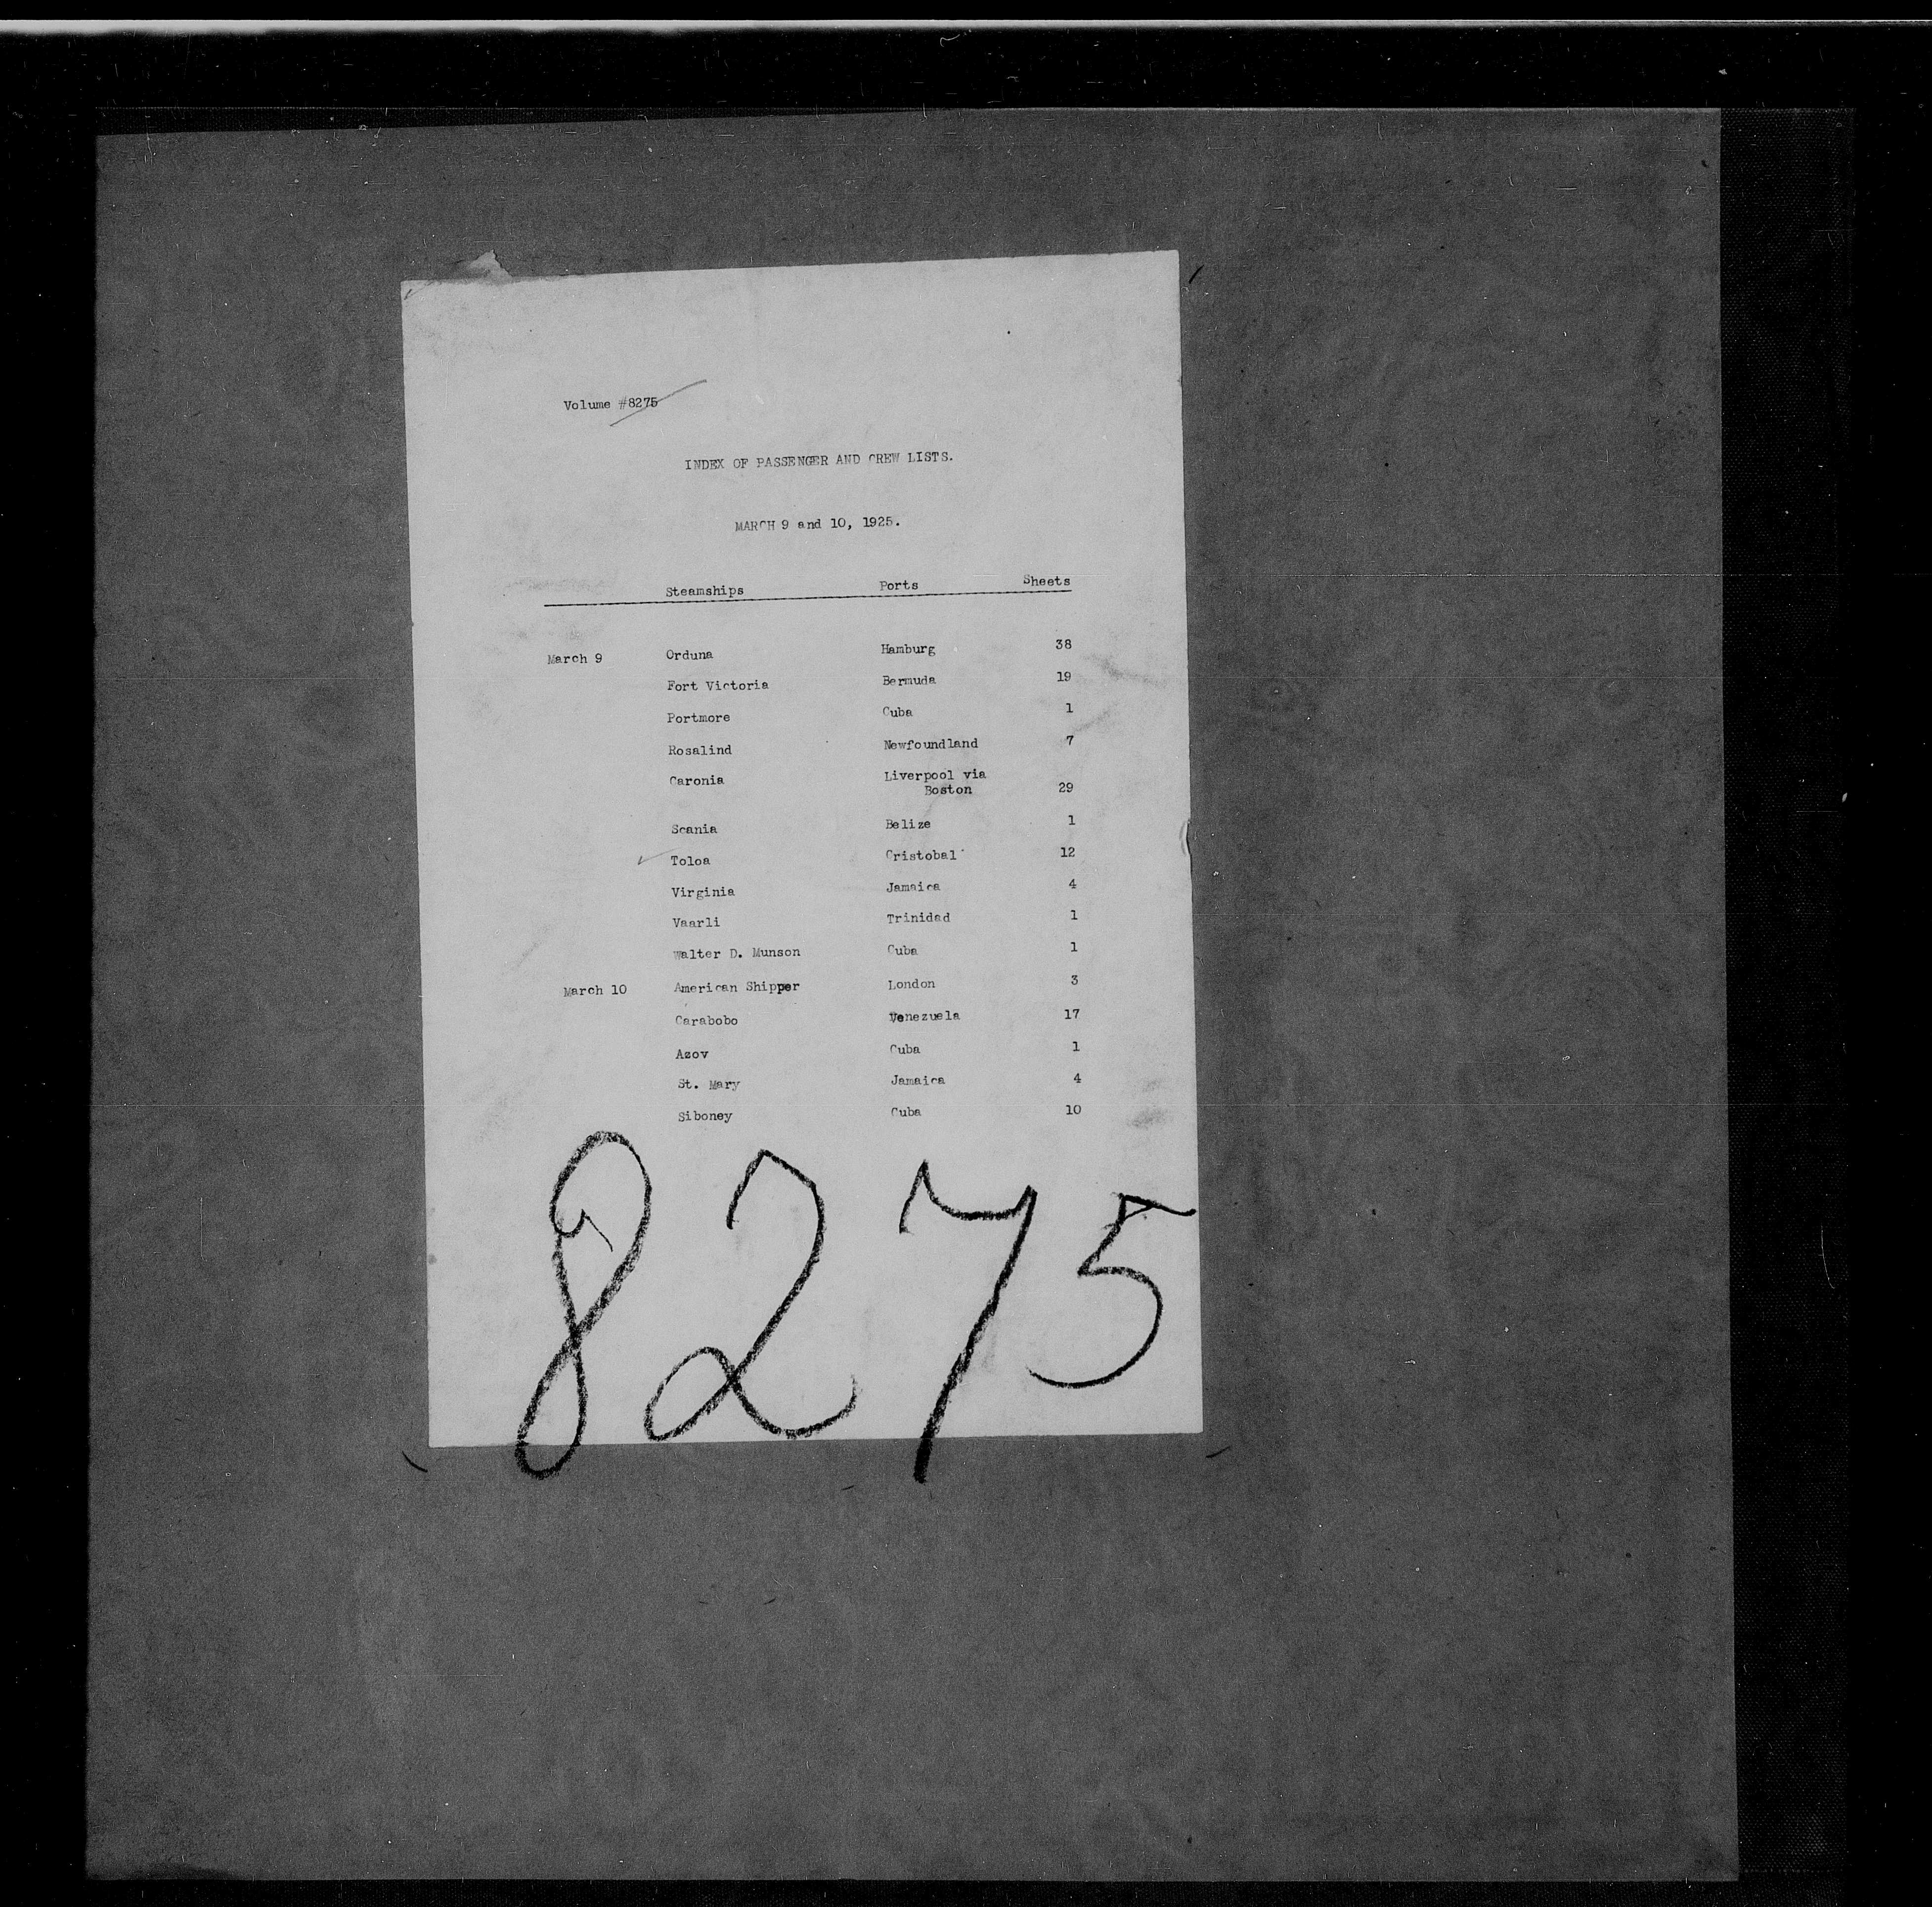 Volume #8275
INDEX OF PASSENGER AND CREW LISTS.
MARCH 9 and 10, 1925.
Steamships Ports Sheets
March 9 Orduna Hamburg 38
Fort Victoria Bermuda 19
Portmore Cuba 1
Rosalind Newfoundland 7
Caronia Liverpool via
Boston 29
Scania Belize 1
Toloa Cristobal 12
Virginia Jamaica 4
Vaarli Trinidad 1
Walter D. Munson Cuba 1
March 10 American Shipper London 3
Carabobo Venezuela 17
Azov Cuba 1
St. Mary Jamaica 4
Siboney Cuba 10
8275